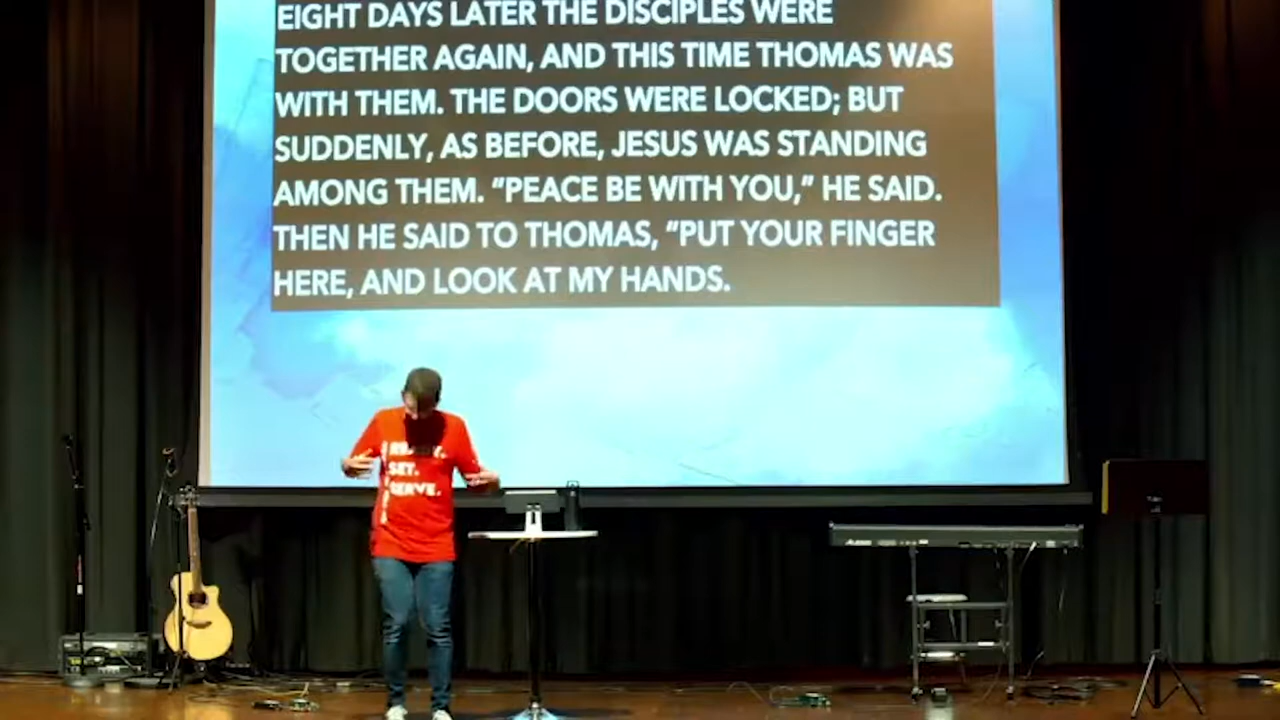 EIGHT DAYS LATER THE DISCIPLES WERE
TOGETHER AGAIN, AND THIS TIME THOMAS WAS
WITH THEM. THE DOORS WERE LOCKED; BUT
SUDDENLY, AS BEFORE, JESUS WAS STANDING
AMONG THEM. “PEACE BE WITH YOU,” HE SAID.
THEN HE SAID TO THOMAS, “PUT YOUR FINGER
HERE, AND LOOK AT MY HANDS.
SET.
SERVE.